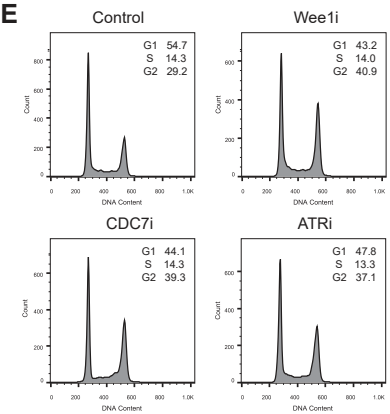 E
Control
G1 54.7
S 14.3
G2 29.2
800
600
400
200
0
Count
0 200 400 600 800 1.0K
DNA Content
Wee1i
G1 43.2
S 14.0
G2 40.9
600
400
200
0
Count
0 200 400 600 800 1.0K
DNA Content
CDC7i
G1 44.1
S 14.3
G2 39.3
600
400
200
0
Count
0 200 400 600 800 1.0K
DNA Content
ATRi
G1 47.8
S 13.3
G2 37.1
600
400
200
0
Count
0 200 400 600 800 1.0K
DNA Content